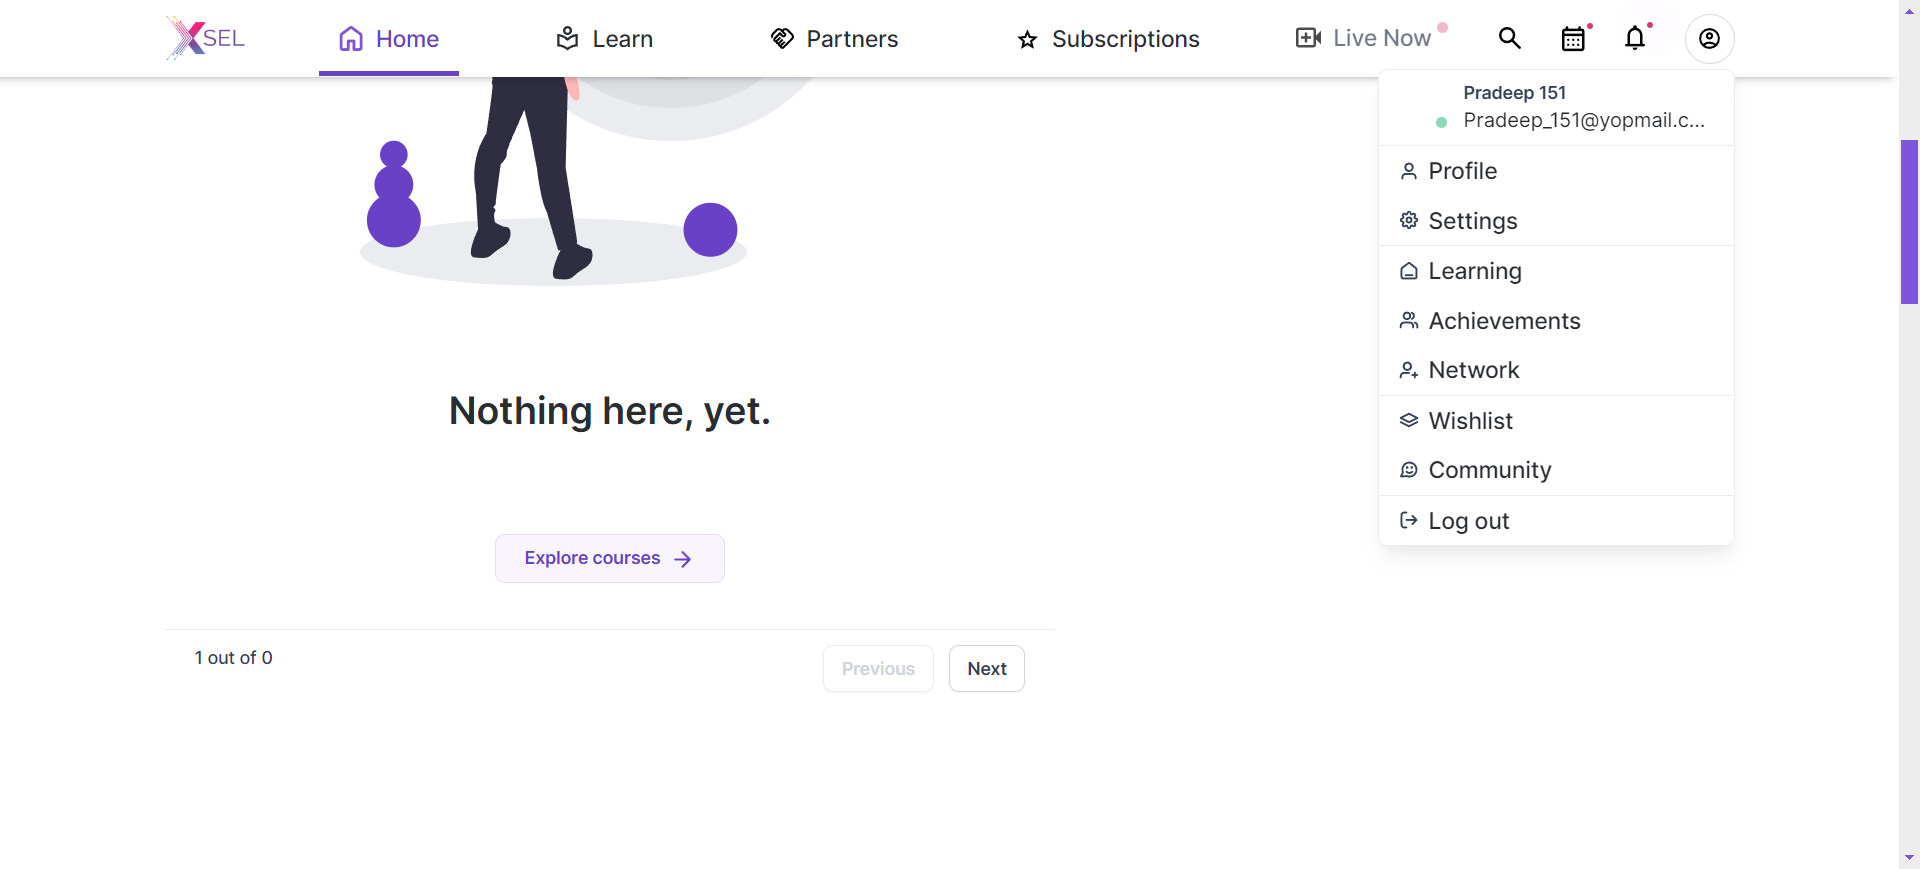 XSEL
Home
Learn
Partners
Subscriptions
Live Now
Pradeep 151
Pradeep_151@yopmail.c...
Profile
Settings
Learning
Achievements
Network
Wishlist
Community
Log out
Nothing here, yet.
Explore courses
1 out of 0
Previous
Next